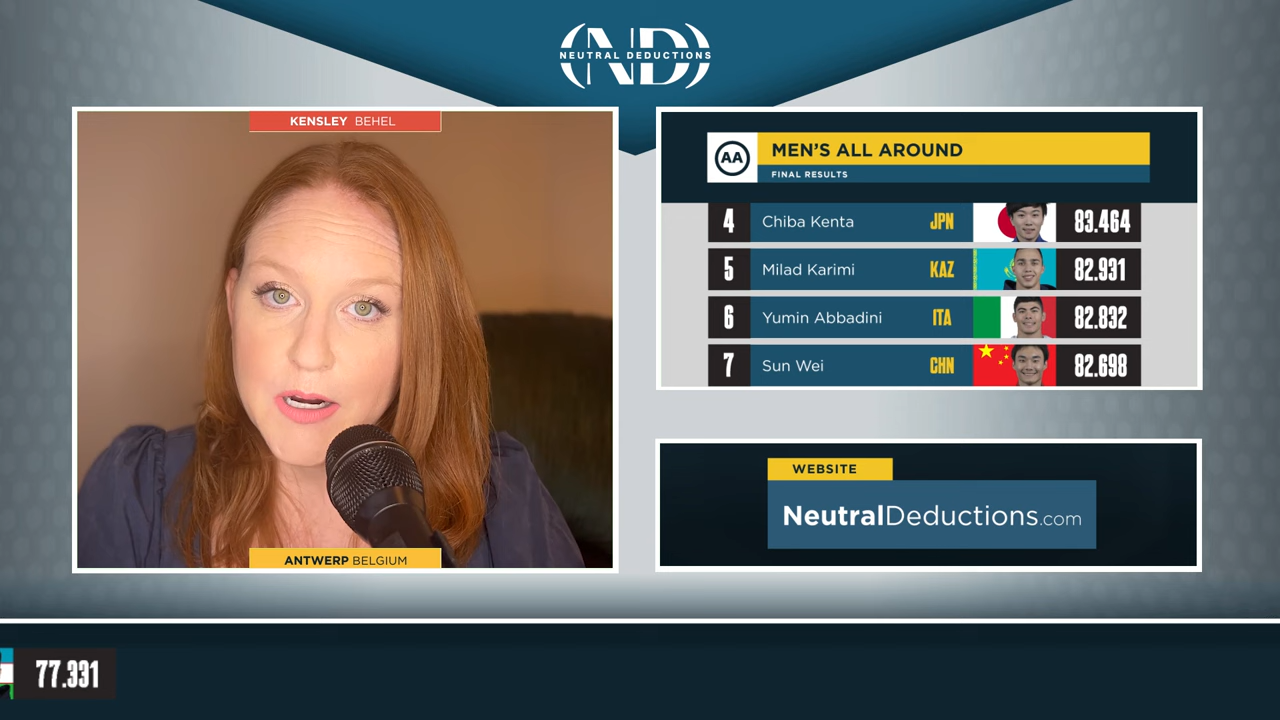 (ND)
NEUTRAL DEDUCTIONS
KENSLEY BEHEL
ANTWERP BELGIUM
AA
MEN'S ALL AROUND
FINAL RESULTS
4 Chiba Kenta JPN 83.464
5 Milad Karimi KAZ 82.931
6 Yumin Abbadini ITA 82.832
7 Sun Wei CHN 82.698
WEBSITE
NeutralDeductions.com
77.331